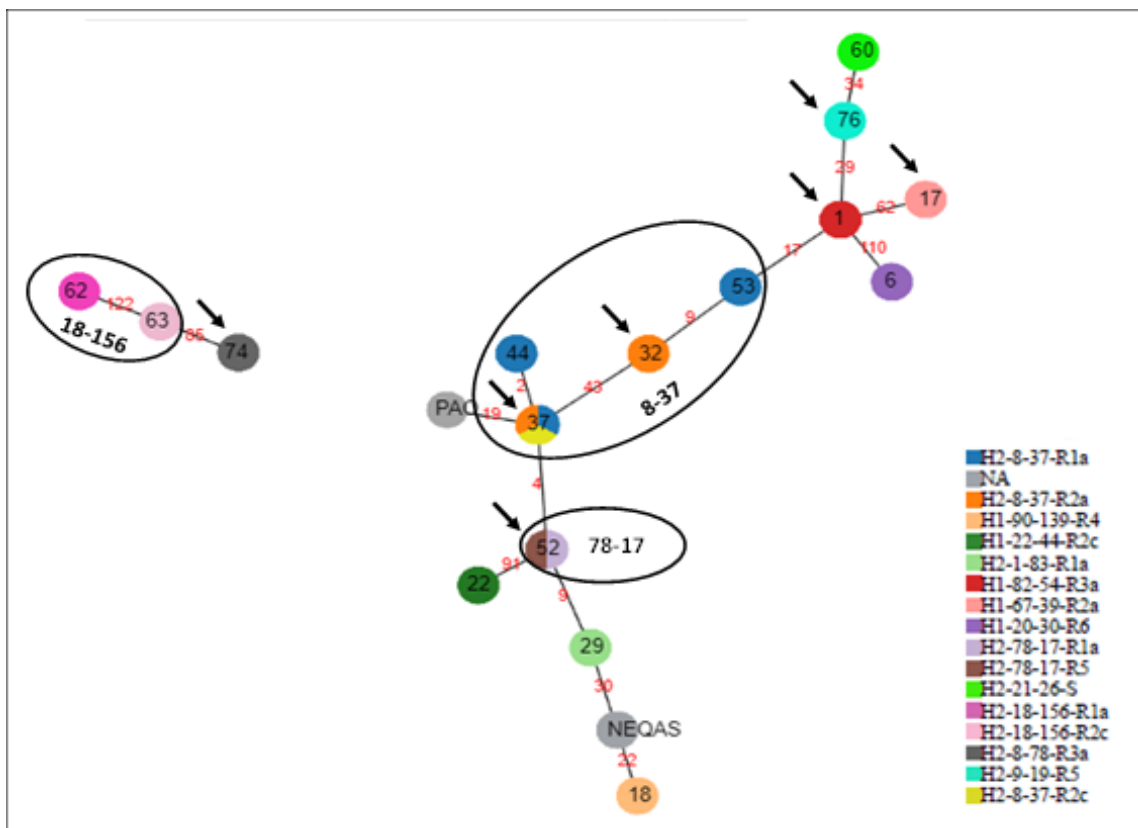 60
34
76
29
17
62
1
110
6
17
53
9
32
43
8-37
44
2
37
PAO
19
4
52
78-17
91
22
9
29
30
NEQAS
22
18
62
122
63
18-156
85
74
H2-8-37-R1a
NA
H2-8-37-R2a
H1-90-139-R4
H1-22-44-R2c
H2-1-83-R1a
H1-82-54-R3a
H1-67-39-R2a
H1-20-30-R6
H2-78-17-R1a
H2-78-17-R5
H2-21-26-S
H2-18-156-R1a
H2-18-156-R2c
H2-8-78-R3a
H2-9-19-R5
H2-8-37-R2c